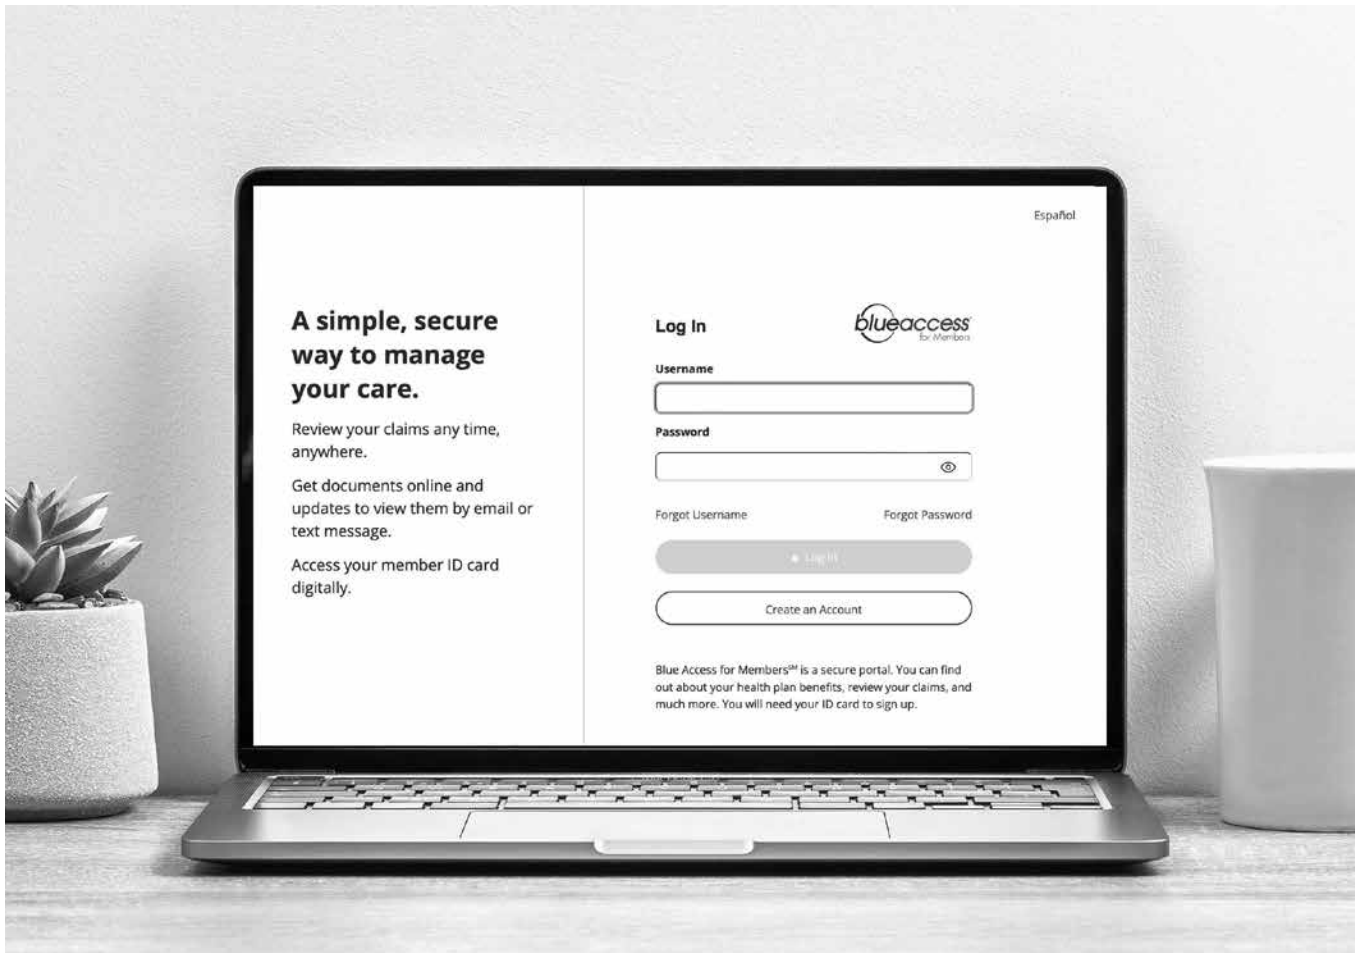 Español
A simple, secure
way to manage
your care.
Review your claims any time,
anywhere.
Get documents online and
updates to view them by email or
text message.
Access your member ID card
digitally.
Log In
blueaccess
for Members
Username
Password
Forgot Username
Forgot Password
Log In
Create an Account
Blue Access for Members℠ is a secure portal. You can find
out about your health plan benefits, review your claims, and
much more. You will need your ID card to sign up.